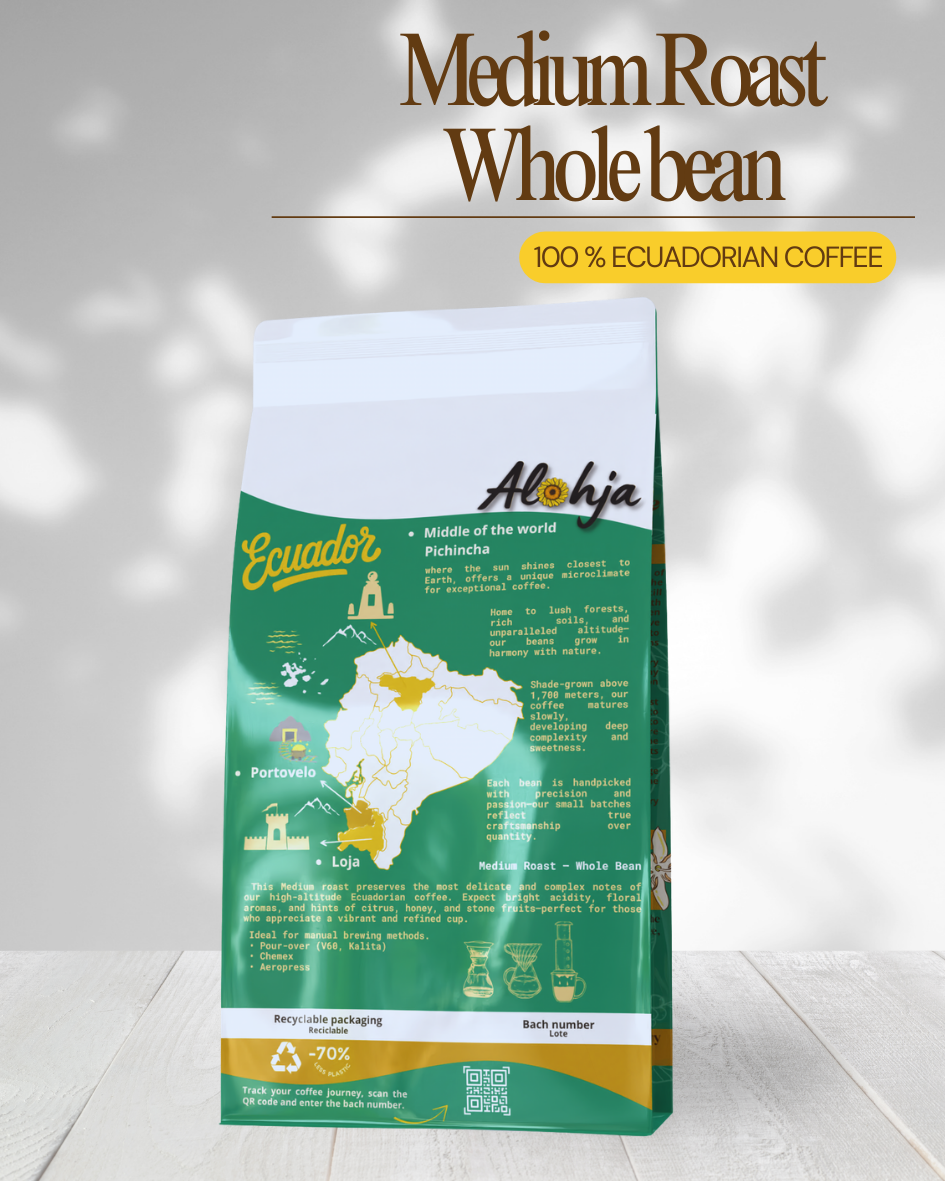 Medium Roast
Whole bean
100 % ECUADORIAN COFFEE
Alohja
Ecuador
• Middle of the world
Pichincha
where the sun shines closest to
Earth, offers a unique microclimate
for exceptional coffee.
Home to lush forests,
rich soils, and
unparalleled altitude—
our beans grow in
harmony with nature.
Shade-grown above
1,700 meters, our
coffee matures
slowly,
developing deep
complexity and
sweetness.
• Portovelo
Each bean is handpicked
with precision and
passion—our small batches
reflect true
craftsmanship over
quantity.
• Loja
Medium Roast – Whole Bean
This Medium roast preserves the most delicate and complex notes of
our high-altitude Ecuadorian coffee. Expect bright acidity, floral
aromas, and hints of citrus, honey, and stone fruits—perfect for those
who appreciate a vibrant and refined cup.
Ideal for manual brewing methods.
• Pour-over (V60, Kalita)
• Chemex
• Aeropress
Recyclable packaging
Reciclable
Bach number
Lote
-70%
LESS PLASTIC
Track your coffee journey, scan the
QR code and enter the bach number.